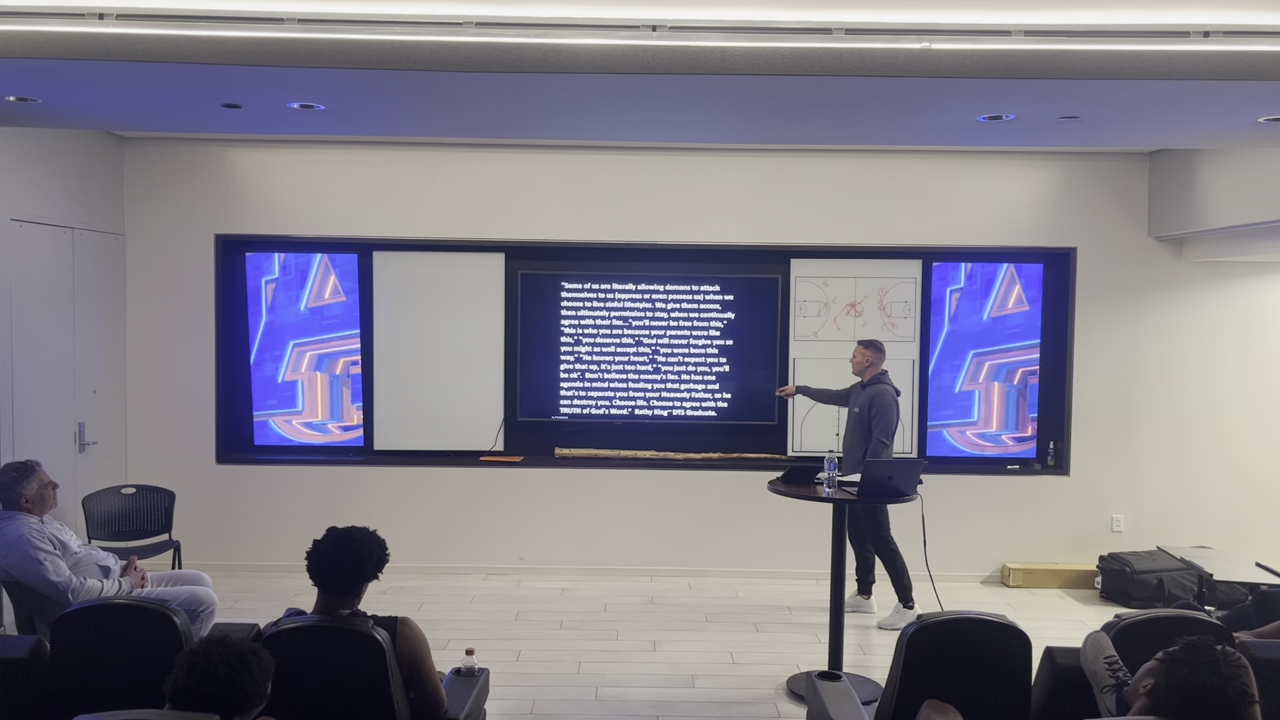 "Some of us are literally allowing demons to attach
themselves to us (oppress or even possess us) when we
choose to live sinful lifestyles. We give them access,
then ultimately permission to stay, when we continually
agree with their lies..."you'll never be free from this,"
"this is who you are because your parents were like
this," "you deserve this," "God will never forgive you so
you might as well accept this," "you were born this
way," "He knows your heart," "He can't expect you to
give that up, it's just too hard," "you just do you, you'll
be ok". Don't believe the enemy's lies. He has one
agenda in mind when feeding you that garbage and
that's to separate you from your Heavenly Father, so he
can destroy you. Choose life. Choose to agree with the
TRUTH of God's Word." Kathy King~ DTS Graduate.